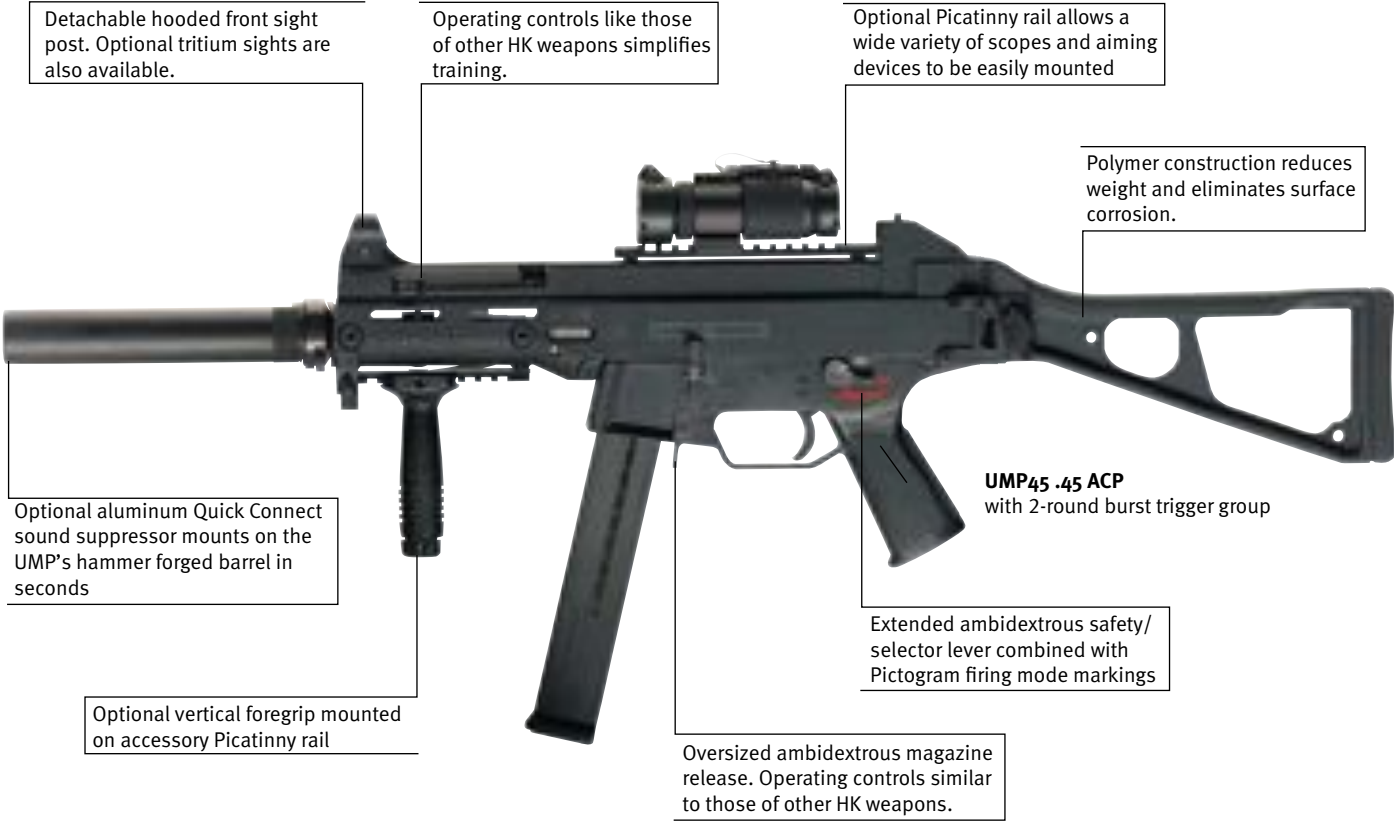 Detachable hooded front sight
post. Optional tritium sights are
also available.
Operating controls like those
of other HK weapons simplifies
training.
Optional Picatinny rail allows a
wide variety of scopes and aiming
devices to be easily mounted
Polymer construction reduces
weight and eliminates surface
corrosion.
UMP45 .45 ACP
with 2-round burst trigger group
Optional aluminum Quick Connect
sound suppressor mounts on the
UMP’s hammer forged barrel in
seconds
Extended ambidextrous safety/
selector lever combined with
Pictogram firing mode markings
Optional vertical foregrip mounted
on accessory Picatinny rail
Oversized ambidextrous magazine
release. Operating controls similar
to those of other HK weapons.